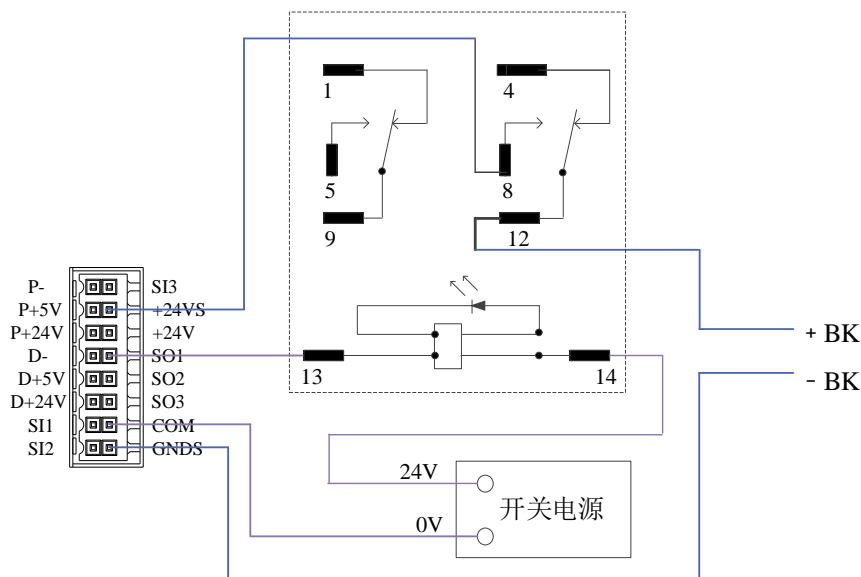 1
4
5
8
9
12
P- SI3
P+5V +24VS
P+24V +24V
D- SO1
D+5V SO2
D+24V SO3
SI1 COM
SI2 GNDS
13
14
+ BK
- BK
24V
开关电源
0V